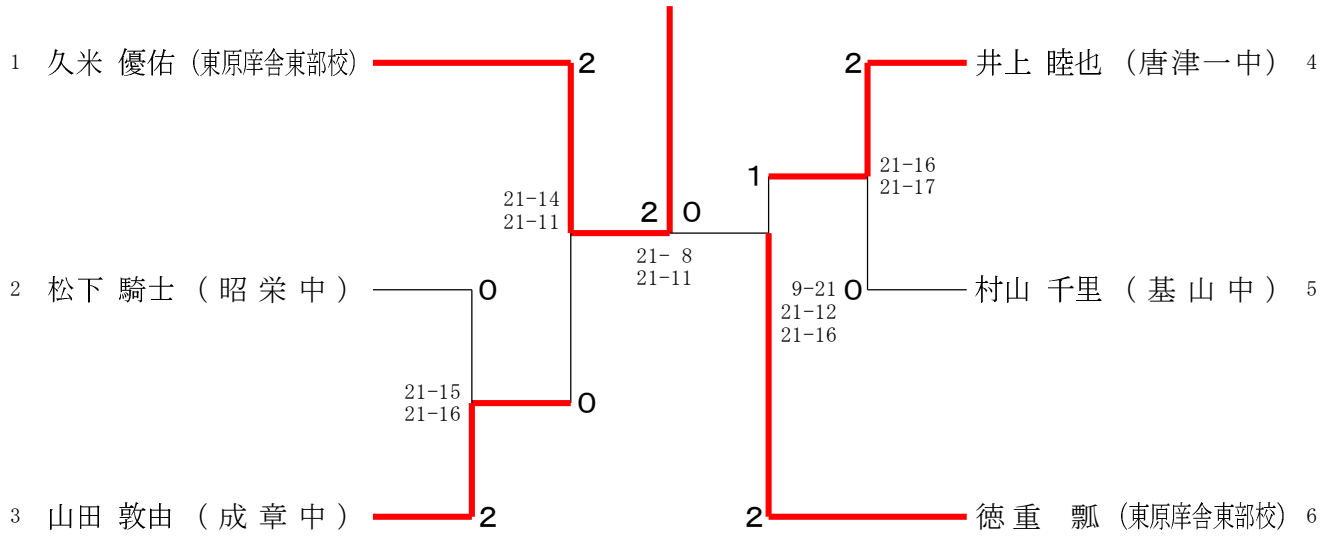 1 久米 優佑 (東原庠舎東部校) 2
2 井上 睦也 (唐津一中) 4
1
21-16
21-17
21-14
21-11
2 0
21- 8
21-11
2 松下 騎士 ( 昭 栄 中 ) 0
9-21
21-12
21-16
0 村山 千里 ( 基 山 中 ) 5
21-15
21-16
0
3 山田 敦由 ( 成 章 中 ) 2
2 徳 重 瓢 (東原庠舎東部校) 6